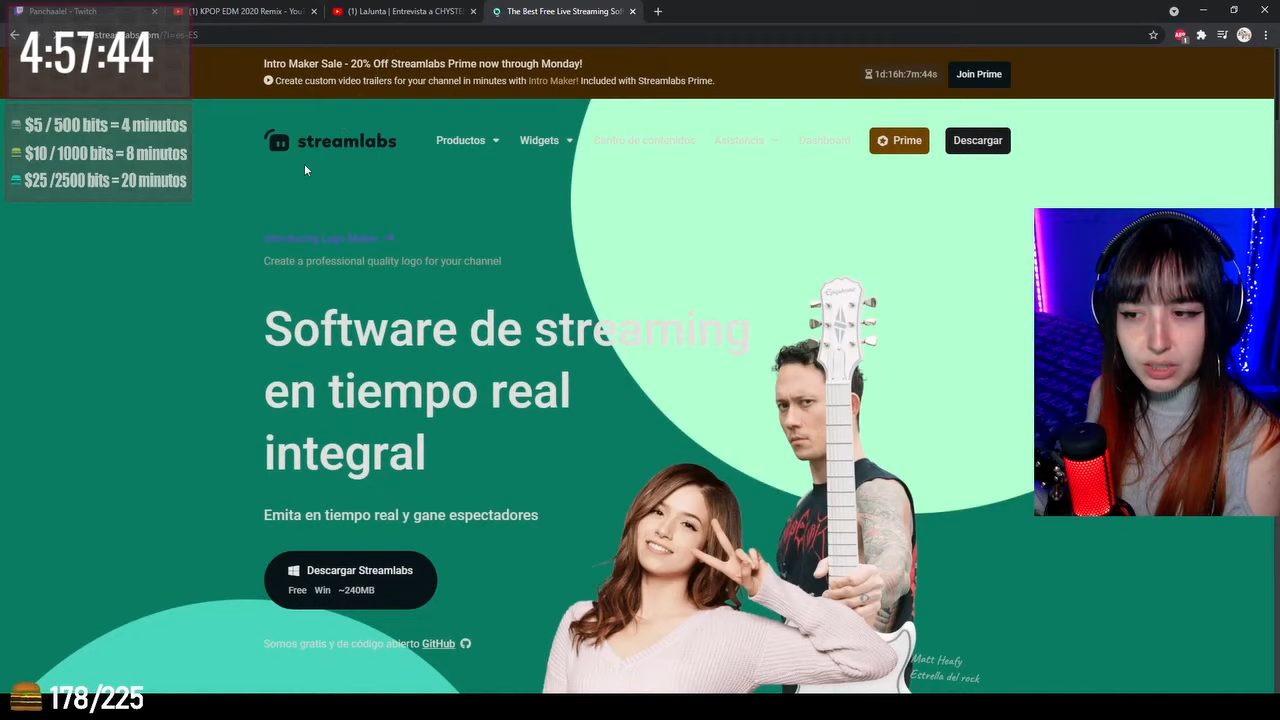 Panchaalel - Twitch
(1) KPOP EDM 2020 Remix - You
(1) LaJunta | Entrevista a CHYSTE
The Best Free Live Streaming Sof
4:57:44
$5 / 500 bits = 4 minutos
$10 / 1000 bits = 8 minutos
$25 /2500 bits = 20 minutos
Intro Maker Sale - 20% Off Streamlabs Prime now through Monday!
Create custom video trailers for your channel in minutes with Intro Maker! Included with Streamlabs Prime.
1d:16h:7m:44s
Join Prime
streamlabs
Productos
Widgets
Centro de contenidos
Asistencia
Dashboard
Prime
Descargar
Introducing Logo Maker
Create a professional quality logo for your channel
Software de streaming
en tiempo real
integral
Epiphone
Emita en tiempo real y gane espectadores
Descargar Streamlabs
Free Win ~240MB
Somos gratis y de código abierto GitHub
Matt Heafy
Estrella del rock
178/225